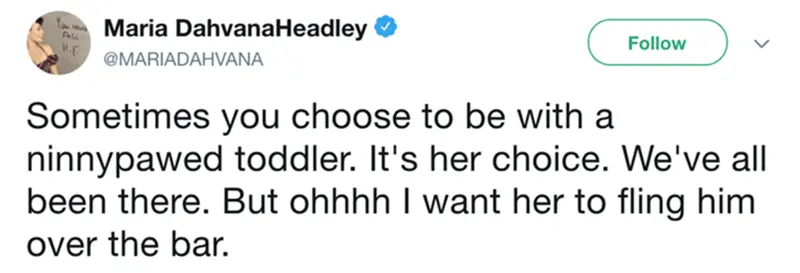 Maria DahvanaHeadley
@MARIADAHVANA
Follow
Sometimes you choose to be with a
ninnypawed toddler. It's her choice. We've all
been there. But ohhhh I want her to fling him
over the bar.